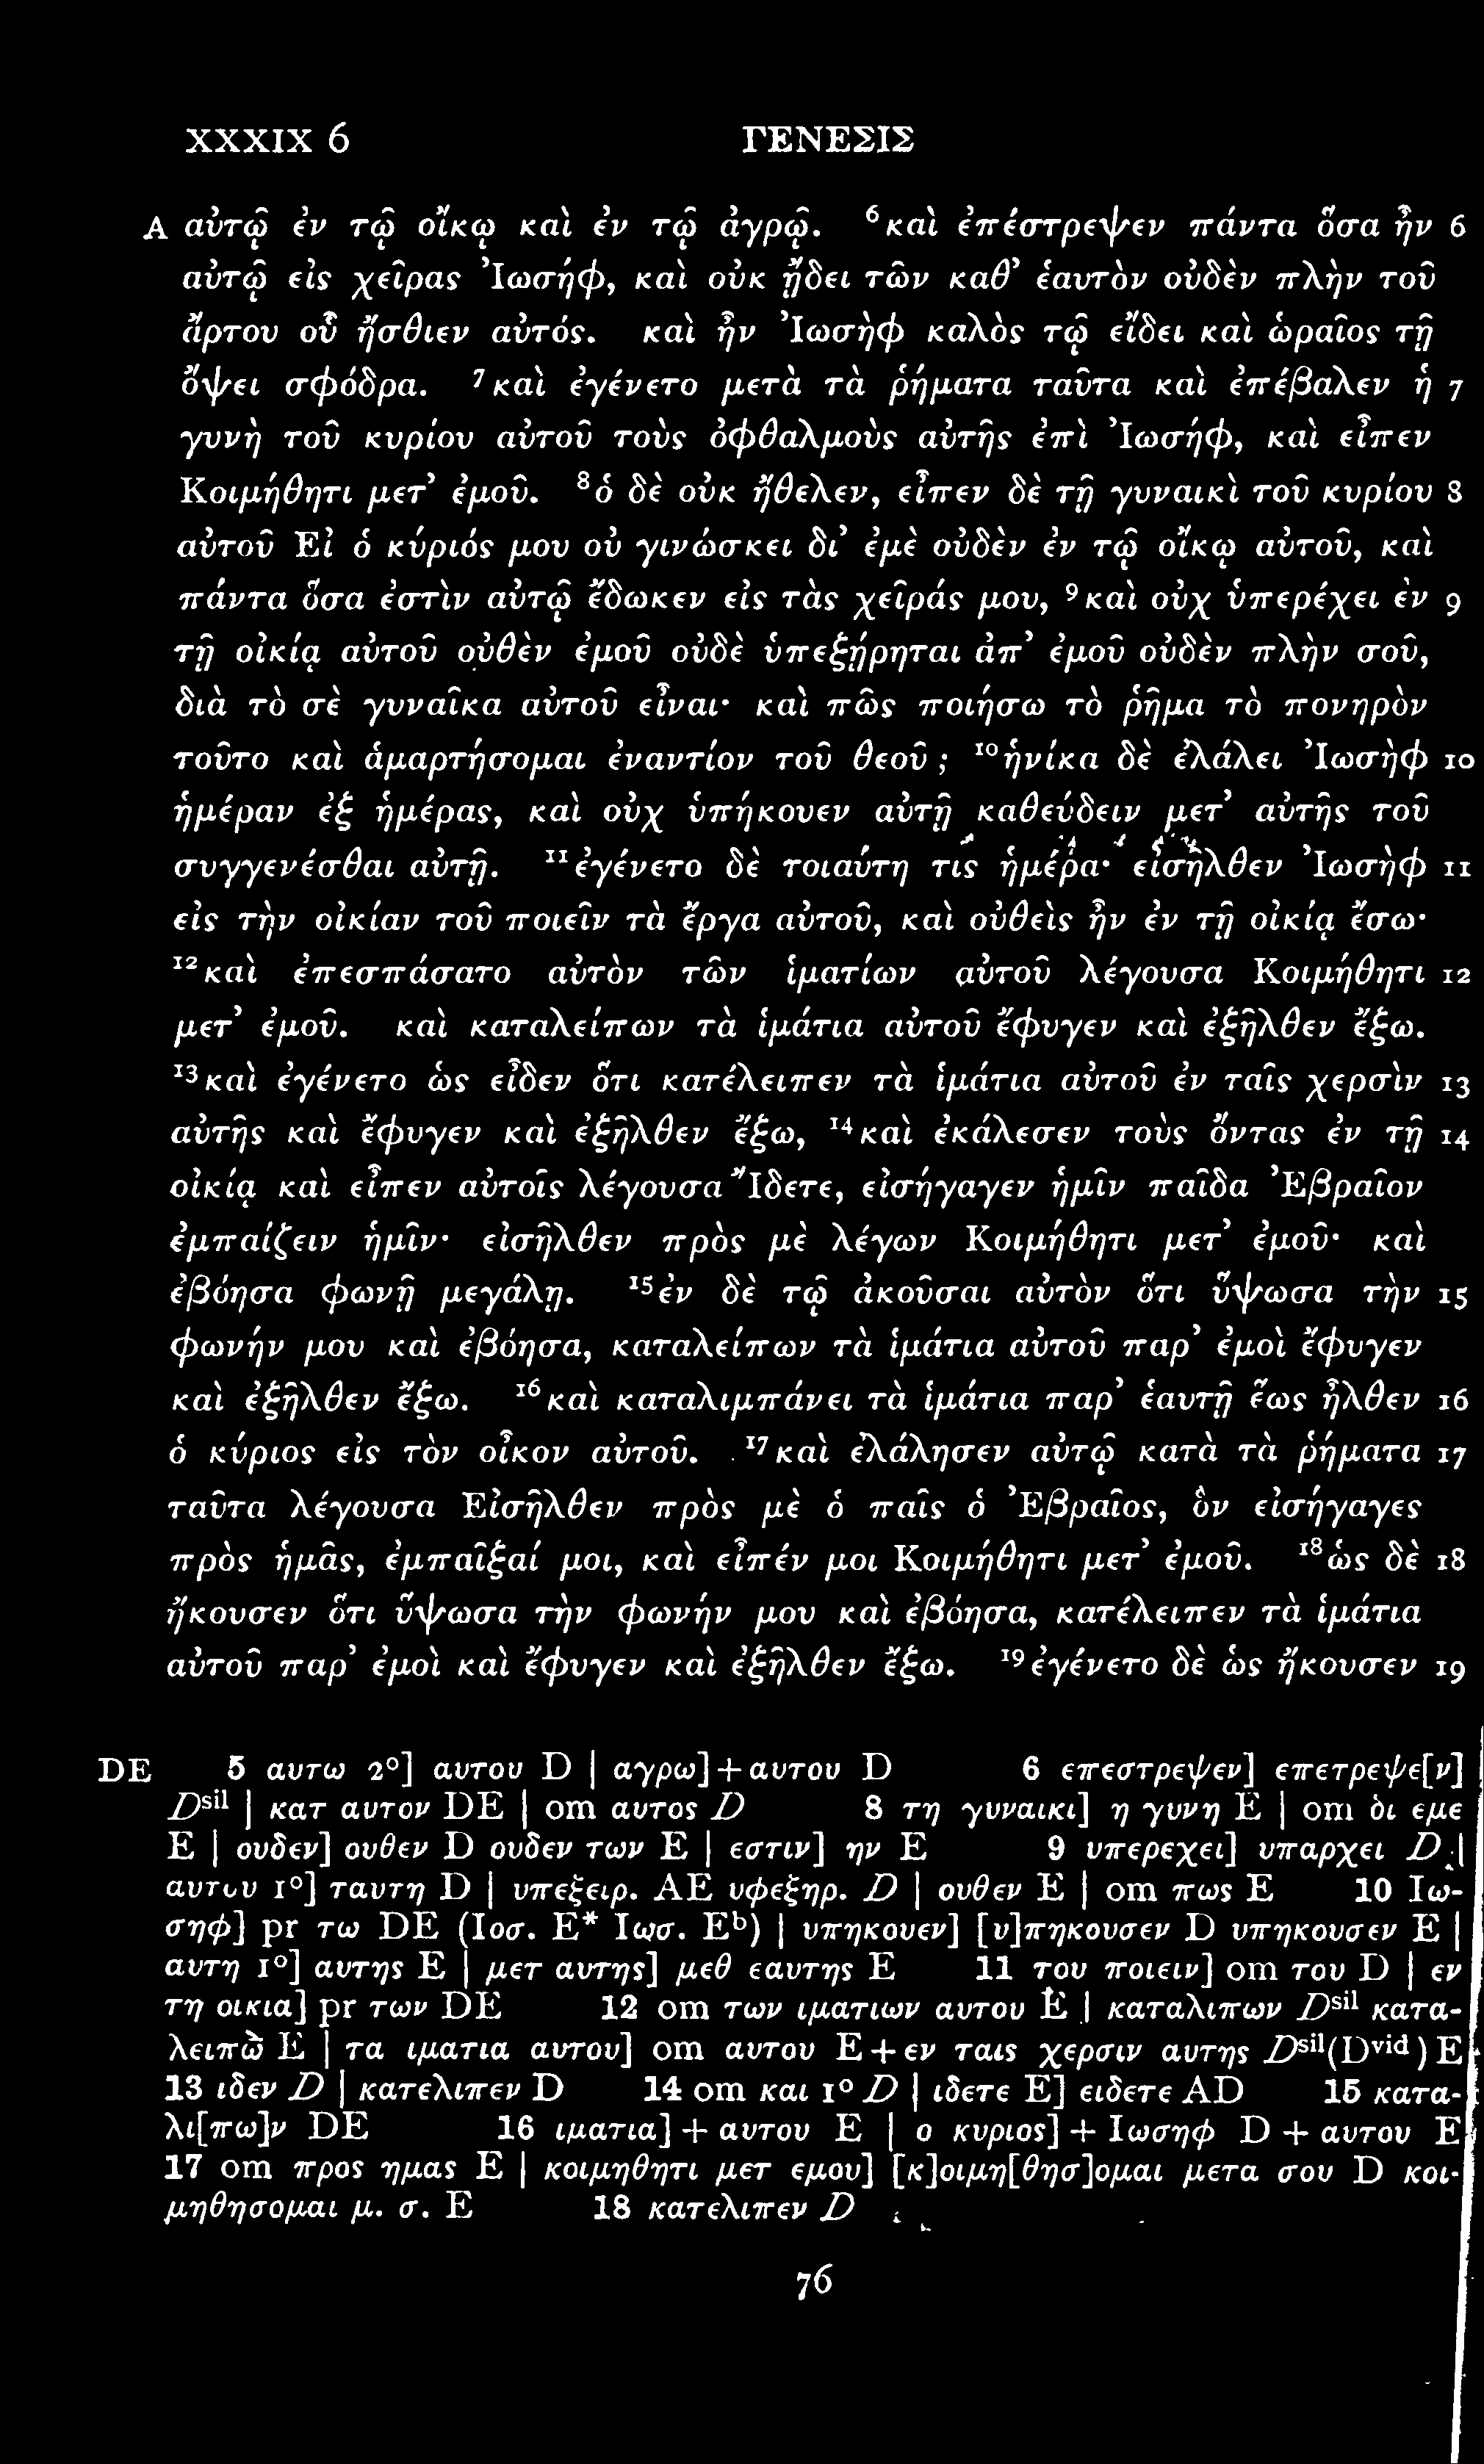 XXXIX 6 ΓΕΝΕΣΙΣ
A αὐτῷ ἐν τῷ οἴκῳ καὶ ἐν τῷ ἀγρῷ. ⁶καὶ ἐπέστρεψεν πάντα ὅσα ἦν 6
αὐτῷ εἰς χεῖρας Ἰωσήφ, καὶ οὐκ ᾔδει τῶν καθ’ ἑαυτὸν οὐδὲν πλὴν τοῦ
ἄρτου οὗ ἤσθιεν αὐτός. καὶ ἦν Ἰωσὴφ καλὸς τῷ εἴδει καὶ ὡραῖος τῇ
ὄψει σφόδρα. ⁷καὶ ἐγένετο μετὰ τὰ ῥήματα ταῦτα καὶ ἐπέβαλεν ἡ 7
γυνὴ τοῦ κυρίου αὐτοῦ τοὺς ὀφθαλμοὺς αὐτῆς ἐπὶ Ἰωσήφ, καὶ εἶπεν
Κοιμήθητι μετ’ ἐμοῦ. ⁸ὁ δὲ οὐκ ἤθελεν, εἶπεν δὲ τῇ γυναικὶ τοῦ κυρίου 8
αὐτοῦ Εἰ ὁ κύριός μου οὐ γινώσκει δι’ ἐμὲ οὐδὲν ἐν τῷ οἴκῳ αὐτοῦ, καὶ
πάντα ὅσα ἐστὶν αὐτῷ ἔδωκεν εἰς τὰς χεῖράς μου, ⁹καὶ οὐχ ὑπερέχει ἐν 9
τῇ οἰκίᾳ αὐτοῦ οὐθὲν ἐμοῦ οὐδὲ ὑπεξῄρηται ἀπ’ ἐμοῦ οὐδὲν πλὴν σοῦ,
διὰ τὸ σὲ γυναῖκα αὐτοῦ εἶναι· καὶ πῶς ποιήσω τὸ ῥῆμα τὸ πονηρὸν
τοῦτο καὶ ἁμαρτήσομαι ἐναντίον τοῦ θεοῦ; ¹⁰ἡνίκα δὲ ἐλάλει Ἰωσὴφ 10
ἡμέραν ἐξ ἡμέρας, καὶ οὐχ ὑπήκουεν αὐτῇ καθεύδειν μετ’ αὐτῆς τοῦ
συγγενέσθαι αὐτῇ. ¹¹ἐγένετο δὲ τοιαύτη τις ἡμέρα· εἰσῆλθεν Ἰωσὴφ 11
εἰς τὴν οἰκίαν τοῦ ποιεῖν τὰ ἔργα αὐτοῦ, καὶ οὐθεὶς ἦν ἐν τῇ οἰκίᾳ ἔσω·
¹²καὶ ἐπεσπάσατο αὐτὸν τῶν ἱματίων αὐτοῦ λέγουσα Κοιμήθητι 12
μετ’ ἐμοῦ. καὶ καταλείπων τὰ ἱμάτια αὐτοῦ ἔφυγεν καὶ ἐξῆλθεν ἔξω.
¹³καὶ ἐγένετο ὡς εἶδεν ὅτι κατέλειπεν τὰ ἱμάτια αὐτοῦ ἐν ταῖς χερσὶν 13
αὐτῆς καὶ ἔφυγεν καὶ ἐξῆλθεν ἔξω, ¹⁴καὶ ἐκάλεσεν τοὺς ὄντας ἐν τῇ 14
οἰκίᾳ καὶ εἶπεν αὐτοῖς λέγουσα Ἴδετε, εἰσήγαγεν ἡμῖν παῖδα Ἐβραῖον
ἐμπαίζειν ἡμῖν· εἰσῆλθεν πρὸς μὲ λέγων Κοιμήθητι μετ’ ἐμοῦ· καὶ
ἐβόησα φωνῇ μεγάλῃ. ¹⁵ἐν δὲ τῷ ἀκοῦσαι αὐτὸν ὅτι ὕψωσα τὴν 15
φωνήν μου καὶ ἐβόησα, καταλείπων τὰ ἱμάτια αὐτοῦ παρ’ ἐμοὶ ἔφυγεν
καὶ ἐξῆλθεν ἔξω. ¹⁶καὶ καταλιμπάνει τὰ ἱμάτια παρ’ ἑαυτῇ ἕως ἦλθεν 16
ὁ κύριος εἰς τὸν οἶκον αὐτοῦ. ¹⁷καὶ ἐλάλησεν αὐτῷ κατὰ τὰ ῥήματα 17
ταῦτα λέγουσα Εἰσῆλθεν πρὸς μὲ ὁ παῖς ὁ Ἐβραῖος, ὃν εἰσήγαγες
πρὸς ἡμᾶς, ἐμπαῖξαί μοι, καὶ εἶπέν μοι Κοιμήθητι μετ’ ἐμοῦ. ¹⁸ὡς δὲ 18
ἤκουσεν ὅτι ὕψωσα τὴν φωνήν μου καὶ ἐβόησα, κατέλειπεν τὰ ἱμάτια
αὐτοῦ παρ’ ἐμοὶ καὶ ἔφυγεν καὶ ἐξῆλθεν ἔξω. ¹⁹ἐγένετο δὲ ὡς ἤκουσεν 19
DE 5 αυτω 2°] αυτου D | αγρω]+αυτου D 6 επεστρεψεν] επετρεψε[ν]
Dˢⁱˡ | κατ αυτον DE | om αυτος D 8 τη γυναικι] η γυνη E | om δι εμε
E | ουδεν] ουθεν D ουδεν των E | εστιν] ην E 9 υπερεχει] υπαρχει D |
αυτου 1°] ταυτη D | υπεξειρ. AE υφεξηρ. D | ουθεν E | om πως E 10 Ιω-
σηφ] pr τω DE (Ιοσ. E* Ιωσ. Eᵇ) | υπηκουεν] [υ]πηκουσεν D υπηκουσεν E |
αυτη 1°] αυτης E | μετ αυτης] μεθ εαυτης E 11 του ποιειν] om του D | εν
τη οικια] pr των DE 12 om των ιματιων αυτου E | καταλιπων Dˢⁱˡ κατα-
λειπω̄ E | τα ιματια αυτου] om αυτου E+εν ταις χερσιν αυτης Dˢⁱˡ(Dᵛⁱᵈ)E
13 ιδεν D | κατελιπεν D 14 om και 1° D | ιδετε E] ειδετε AD 15 κατα-
λι[πω]ν DE 16 ιματια]+αυτου E | ο κυριος]+Ιωσηφ D+αυτου E
17 om προς ημας E | κοιμηθητι μετ εμου] [κ]οιμη[θησ]ομαι μετα σου D κοι-
μηθησομαι μ. σ. E 18 κατελιπεν D
76